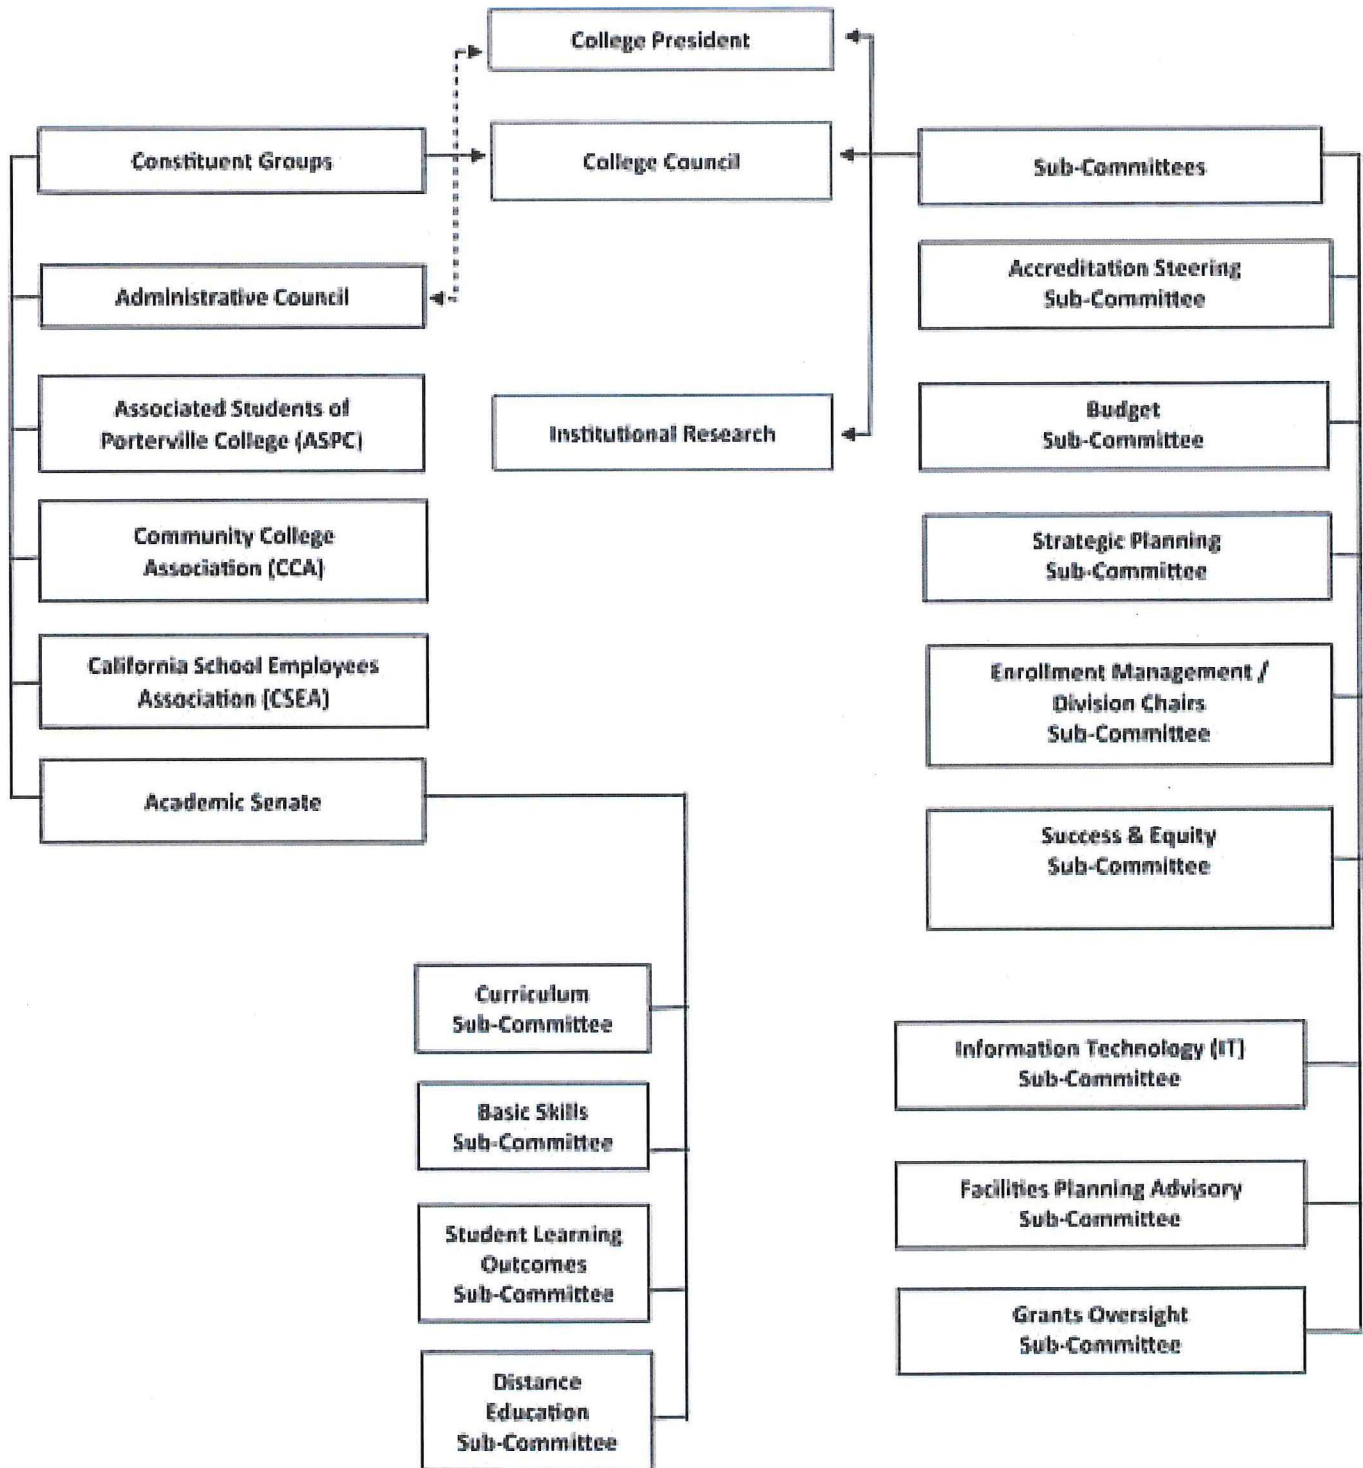 College President
Constituent Groups
College Council
Sub-Committees
Administrative Council
Accreditation Steering
Sub-Committee
Associated Students of
Porterville College (ASPC)
Institutional Research
Budget
Sub-Committee
Community College
Association (CCA)
Strategic Planning
Sub-Committee
California School Employees
Association (CSEA)
Enrollment Management /
Division Chairs
Sub-Committee
Academic Senate
Success & Equity
Sub-Committee
Curriculum
Sub-Committee
Information Technology (IT)
Sub-Committee
Basic Skills
Sub-Committee
Facilities Planning Advisory
Sub-Committee
Student Learning
Outcomes
Sub-Committee
Grants Oversight
Sub-Committee
Distance
Education
Sub-Committee